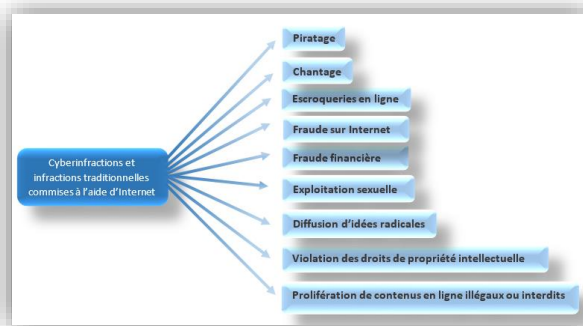 Cyberinfractions et
infractions traditionnelles
commises à l'aide d'Internet
Piratage
Chantage
Escroqueries en ligne
Fraude sur Internet
Fraude financière
Exploitation sexuelle
Diffusion d'idées radicales
Violation des droits de propriété intellectuelle
Prolifération de contenus en ligne illégaux ou interdits